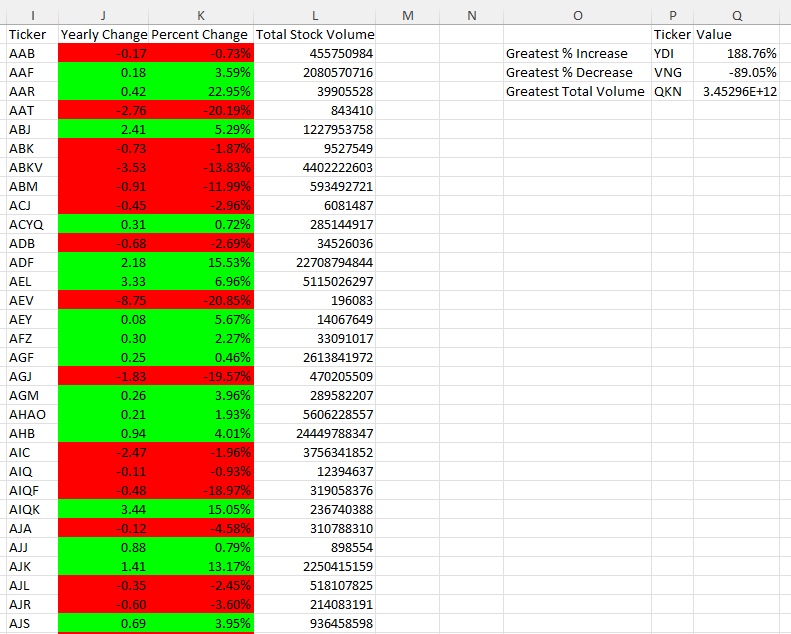 I J K L M N O P Q
Ticker Yearly Change Percent Change Total Stock Volume Ticker Value
AAB -0.17 -0.73% 455750984 Greatest % Increase YDI 188.76%
AAF 0.18 3.59% 2080570716 Greatest % Decrease VNG -89.05%
AAR 0.42 22.95% 39905528 Greatest Total Volume QKN 3.45296E+12
AAT -2.76 -20.19% 843410
ABJ 2.41 5.29% 1227953758
ABK -0.73 -1.87% 9527549
ABKV -3.53 -13.83% 4402222603
ABM -0.91 -11.99% 593492721
ACJ -0.45 -2.96% 6081487
ACYQ 0.31 0.72% 285144917
ADB -0.68 -2.69% 34526036
ADF 2.18 15.53% 22708794844
AEL 3.33 6.96% 5115026297
AEV -8.75 -20.85% 196083
AEY 0.08 5.67% 14067649
AFZ 0.30 2.27% 33091017
AGF 0.25 0.46% 2613841972
AGJ -1.83 -19.57% 470205509
AGM 0.26 3.96% 289582207
AHAO 0.21 1.93% 5606228557
AHB 0.94 4.01% 24449788347
AIC -2.47 -1.96% 3756341852
AIQ -0.11 -0.93% 12394637
AIQF -0.48 -18.97% 319058376
AIQK 3.44 15.05% 236740388
AJA -0.12 -4.58% 310788310
AJJ 0.88 0.79% 898554
AJK 1.41 13.17% 2250415159
AJL -0.35 -2.45% 518107825
AJR -0.60 -3.60% 214083191
AJS 0.69 3.95% 936458598